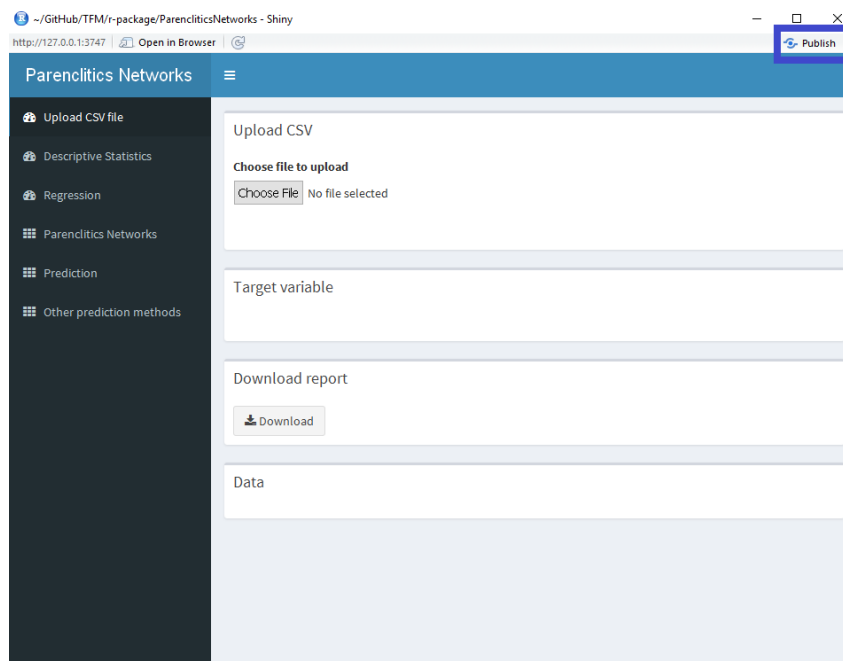 ~/GitHub/TFM/r-package/ParencliticsNetworks - Shiny
http://127.0.0.1:3747 Open in Browser Publish
Parenclitics Networks
Upload CSV file
Descriptive Statistics
Regression
Parenclitics Networks
Prediction
Other prediction methods
Upload CSV
Choose file to upload
Choose File No file selected
Target variable
Download report
Download
Data